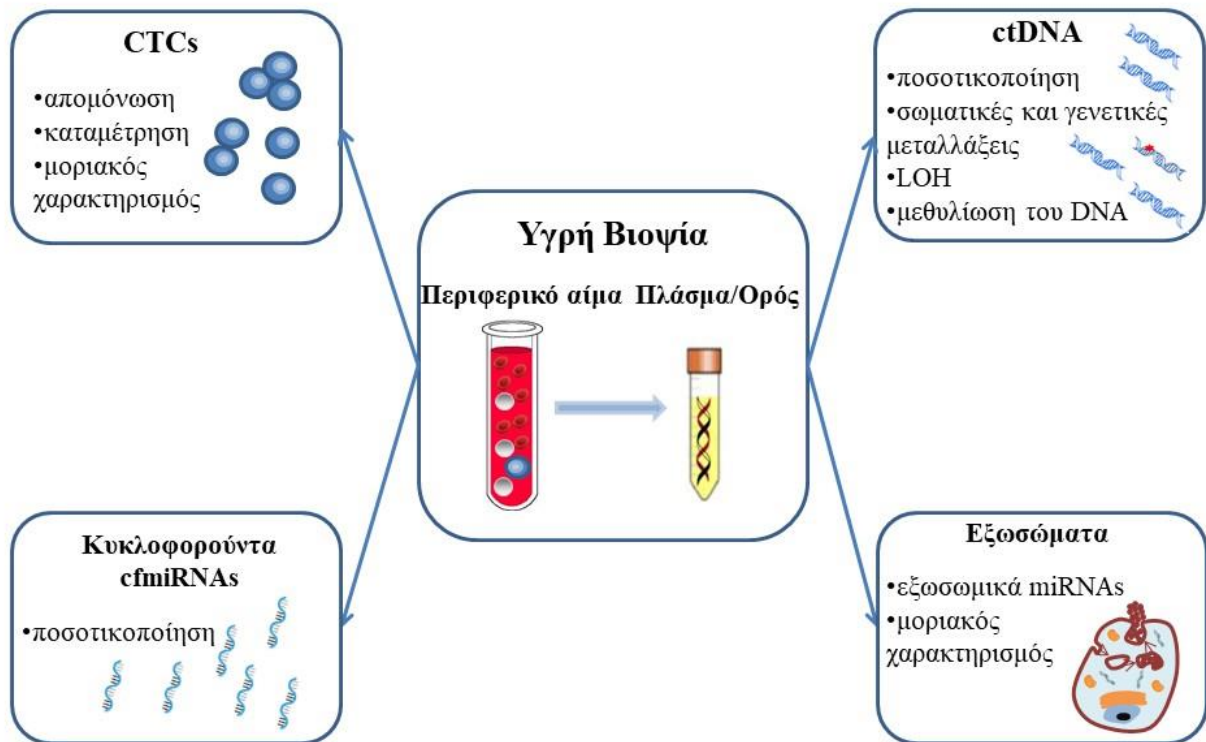 CTCs
•απομόνωση
•καταμέτρηση
•μοριακός
χαρακτηρισμός
ctDNA
•ποσοτικοποίηση
•σωματικές και γενετικές
μεταλλάξεις
•LOH
•μεθυλίωση του DNA
Υγρή Βιοψία
Περιφερικό αίμα Πλάσμα/Ορός
Κυκλοφορούντα
cfmiRNAs
•ποσοτικοποίηση
Εξωσώματα
•εξωσωμικά miRNAs
•μοριακός
χαρακτηρισμός